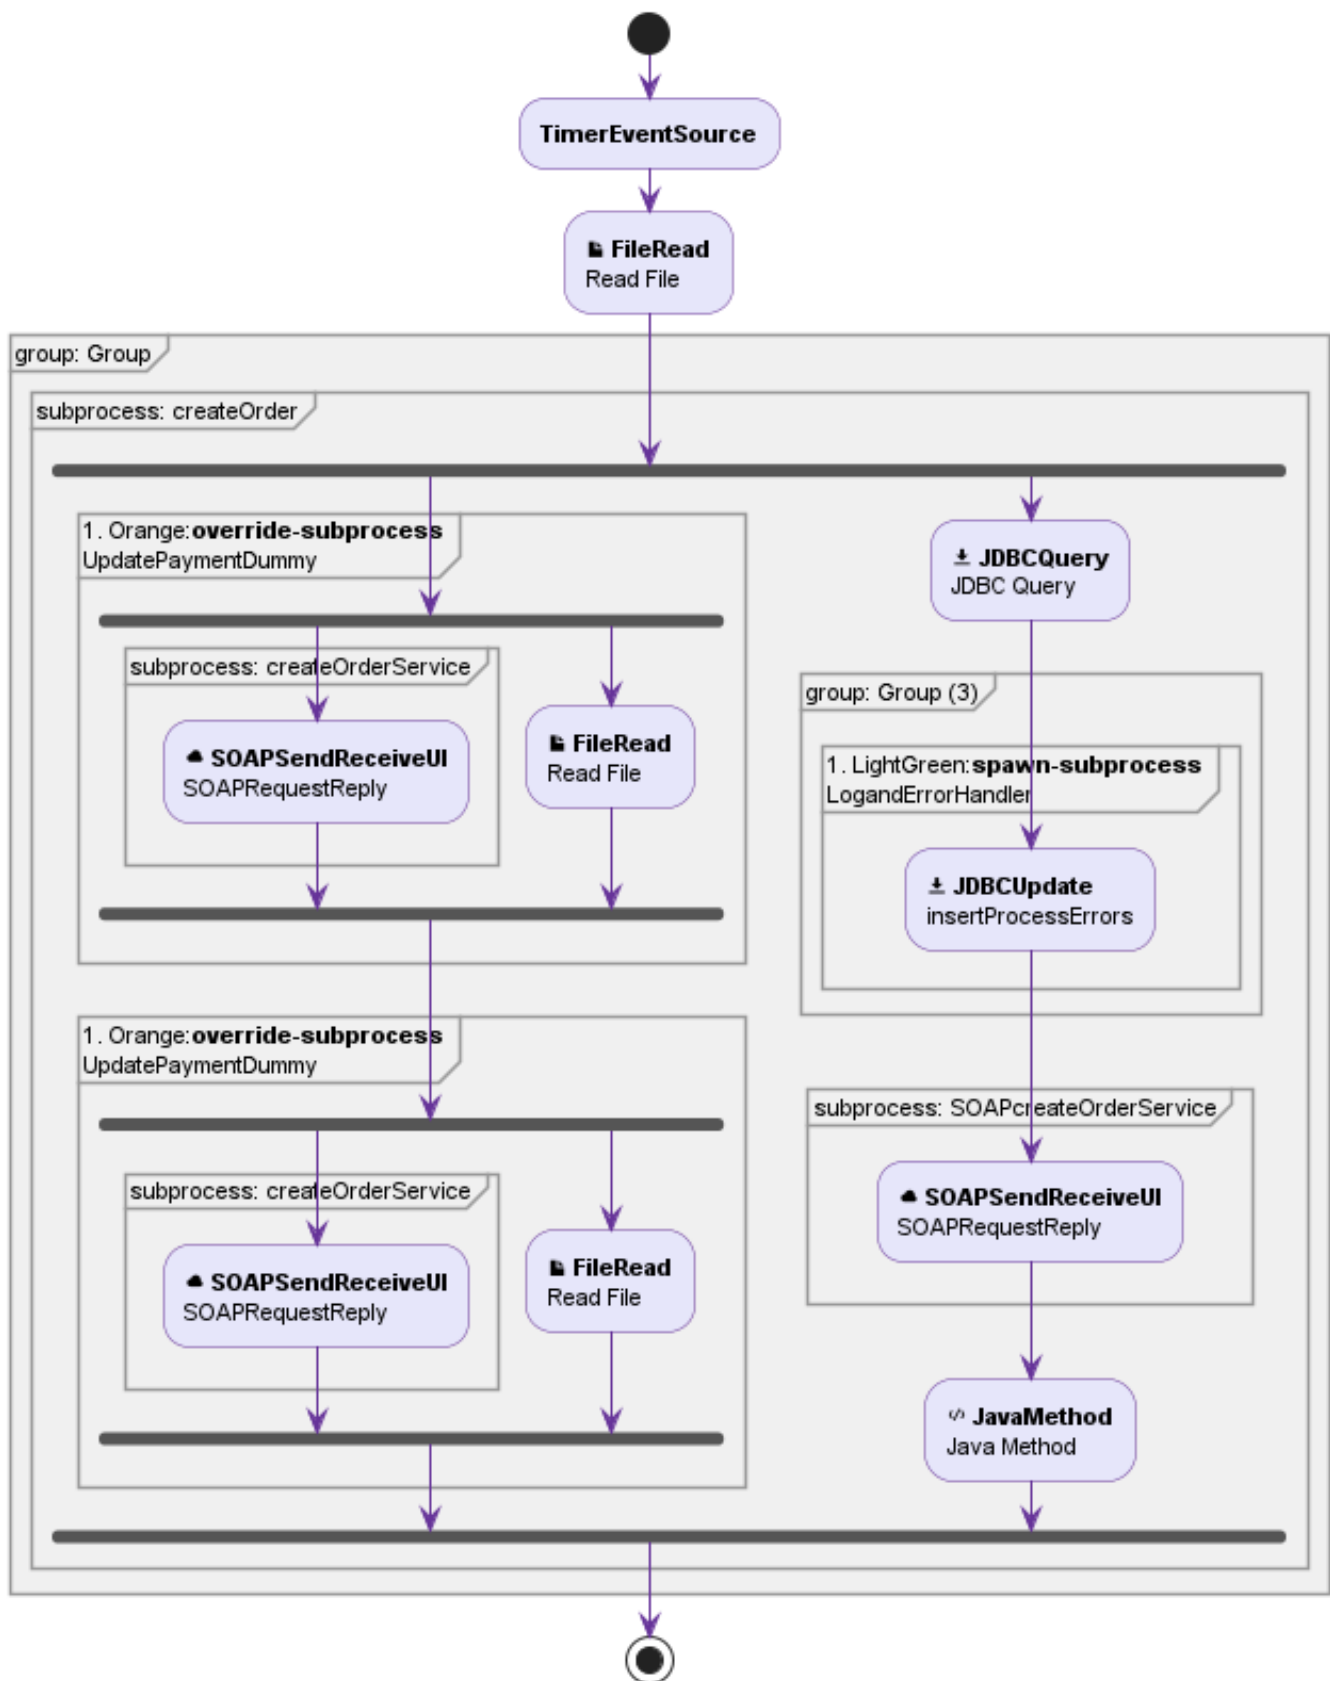 TimerEventSource
FileRead
Read File
group: Group
subprocess: createOrder
1. Orange:override-subprocess
UpdatePaymentDummy
subprocess: createOrderService
SOAPSendReceiveUI
SOAPRequestReply
FileRead
Read File
1. Orange:override-subprocess
UpdatePaymentDummy
subprocess: createOrderService
SOAPSendReceiveUI
SOAPRequestReply
FileRead
Read File
JDBCQuery
JDBC Query
group: Group (3)
1. LightGreen:spawn-subprocess
LogandErrorHandler
JDBCUpdate
insertProcessErrors
subprocess: SOAPcreateOrderService
SOAPSendReceiveUI
SOAPRequestReply
JavaMethod
Java Method